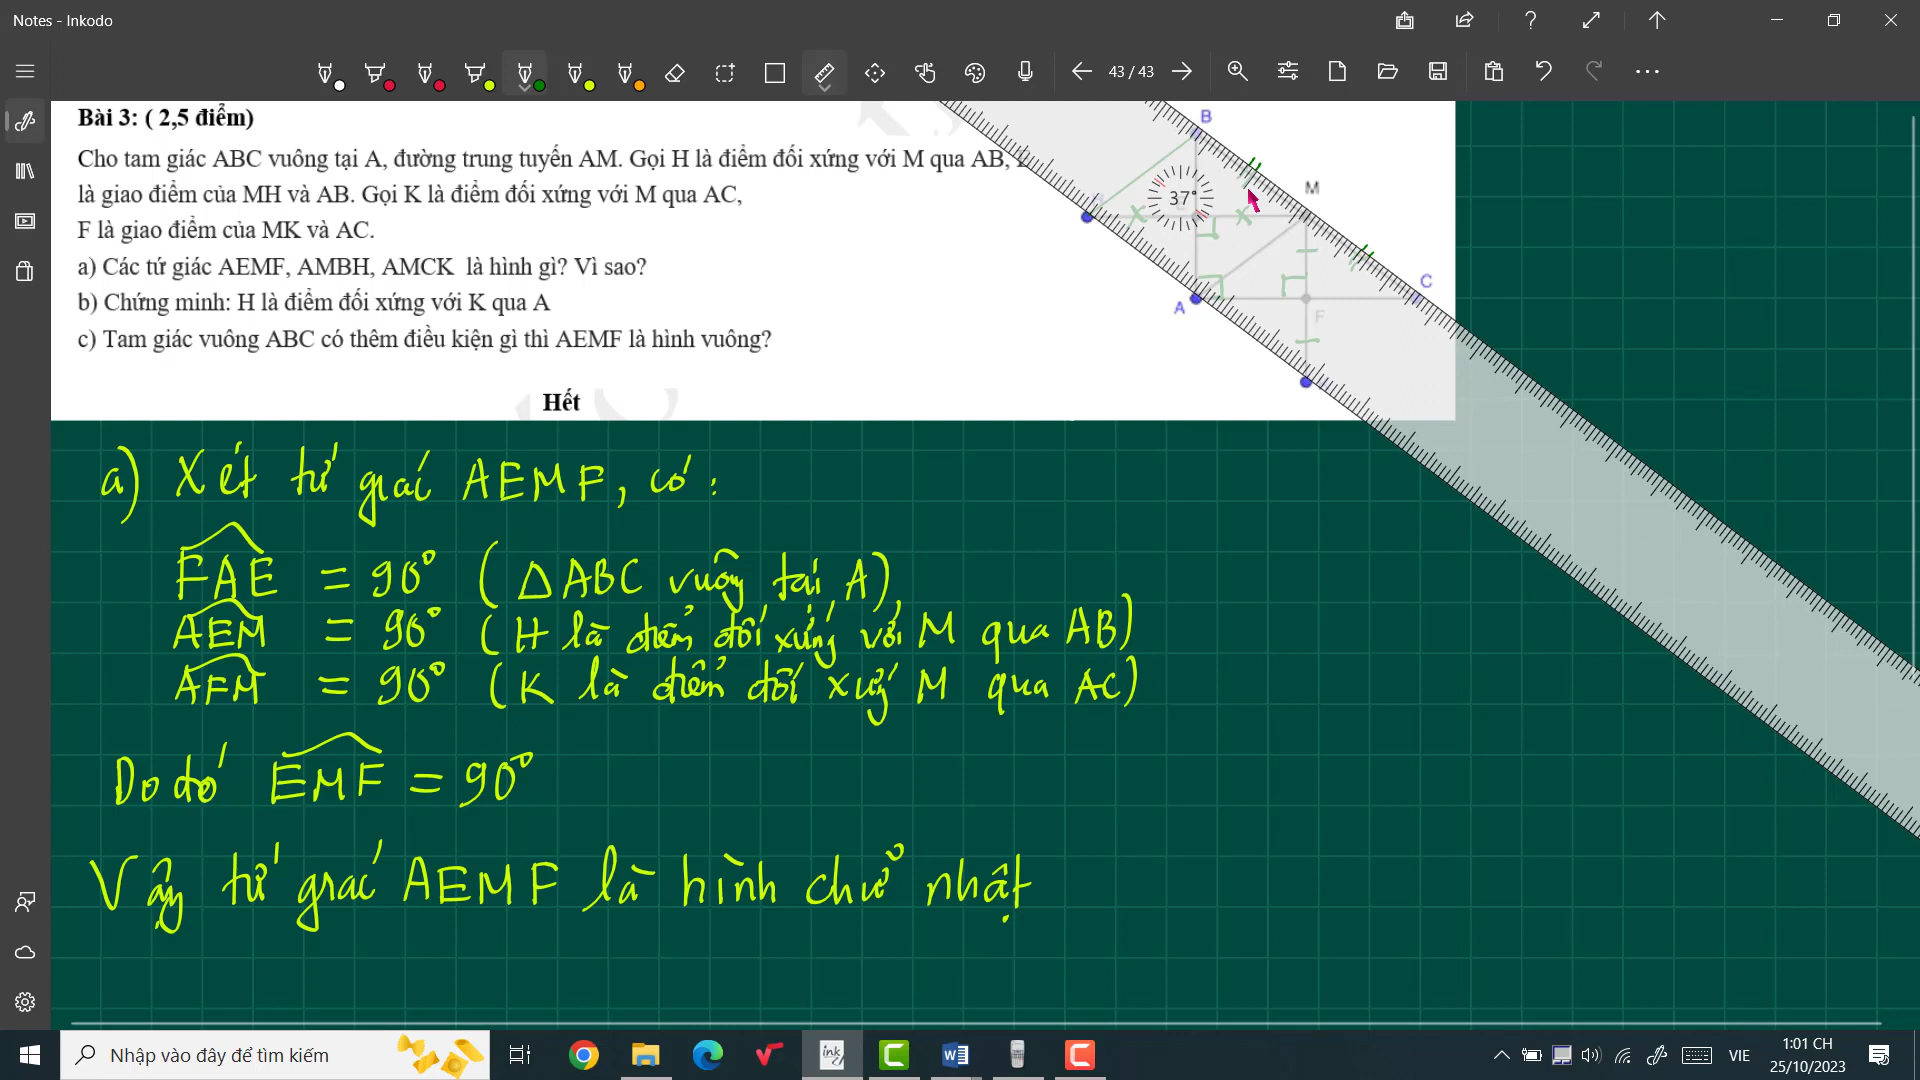 Notes - Inkodo
43 / 43
Bài 3: ( 2,5 điểm)
Cho tam giác ABC vuông tại A, đường trung tuyến AM. Gọi H là điểm đối xứng với M qua AB,
là giao điểm của MH và AB. Gọi K là điểm đối xứng với M qua AC,
F là giao điểm của MK và AC.
a) Các tứ giác AEMF, AMBH, AMCK là hình gì? Vì sao?
b) Chứng minh: H là điểm đối xứng với K qua A
c) Tam giác vuông ABC có thêm điều kiện gì thì AEMF là hình vuông?
Hết
B
M
37°
C
A
F
a) Xét tứ giác AEMF, có:
FAE = 90° (△ABC vuông tại A)
AEM = 90° (H là điểm đối xứng với M qua AB)
AFM = 90° (K là điểm đối xứng M qua AC)
Do đó EMF = 90°
Vậy tứ giác AEMF là hình chữ nhật
Nhập vào đây để tìm kiếm
VIE
1:01 CH
25/10/2023